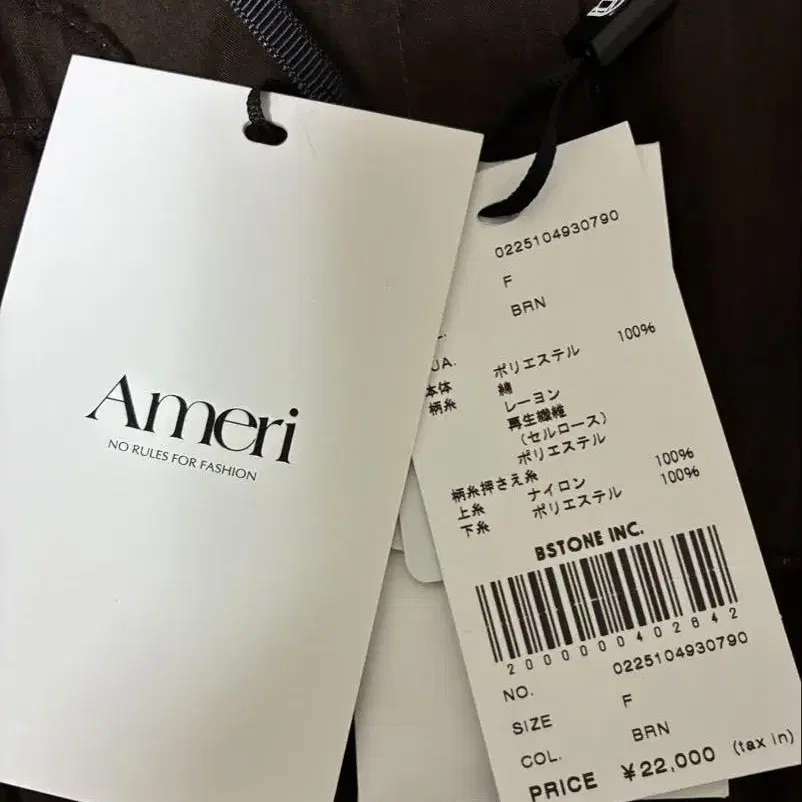 Ameri
NO RULES FOR FASHION
0225104930790
F
BRN
ポリエステル 100%
本体 綿
柄糸 レーヨン
再生繊維
(セルロース)
ポリエステル
柄糸押さえ糸
上糸 ナイロン 100%
下糸 ポリエステル 100%
BSTONE INC.
2000000402642
NO. 0225104930790
SIZE F
COL. BRN
PRICE ¥22,000 (tax in)